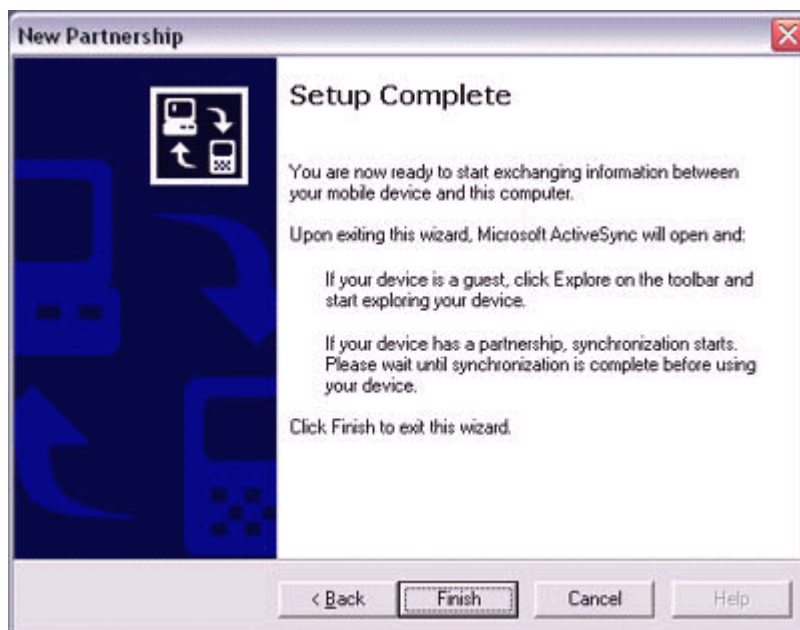 New Partnership
Setup Complete
You are now ready to start exchanging information between
your mobile device and this computer.
Upon exiting this wizard, Microsoft ActiveSync will open and:
If your device is a guest, click Explore on the toolbar and
start exploring your device.
If your device has a partnership, synchronization starts.
Please wait until synchronization is complete before using
your device.
Click Finish to exit this wizard.
< Back Finish Cancel Help